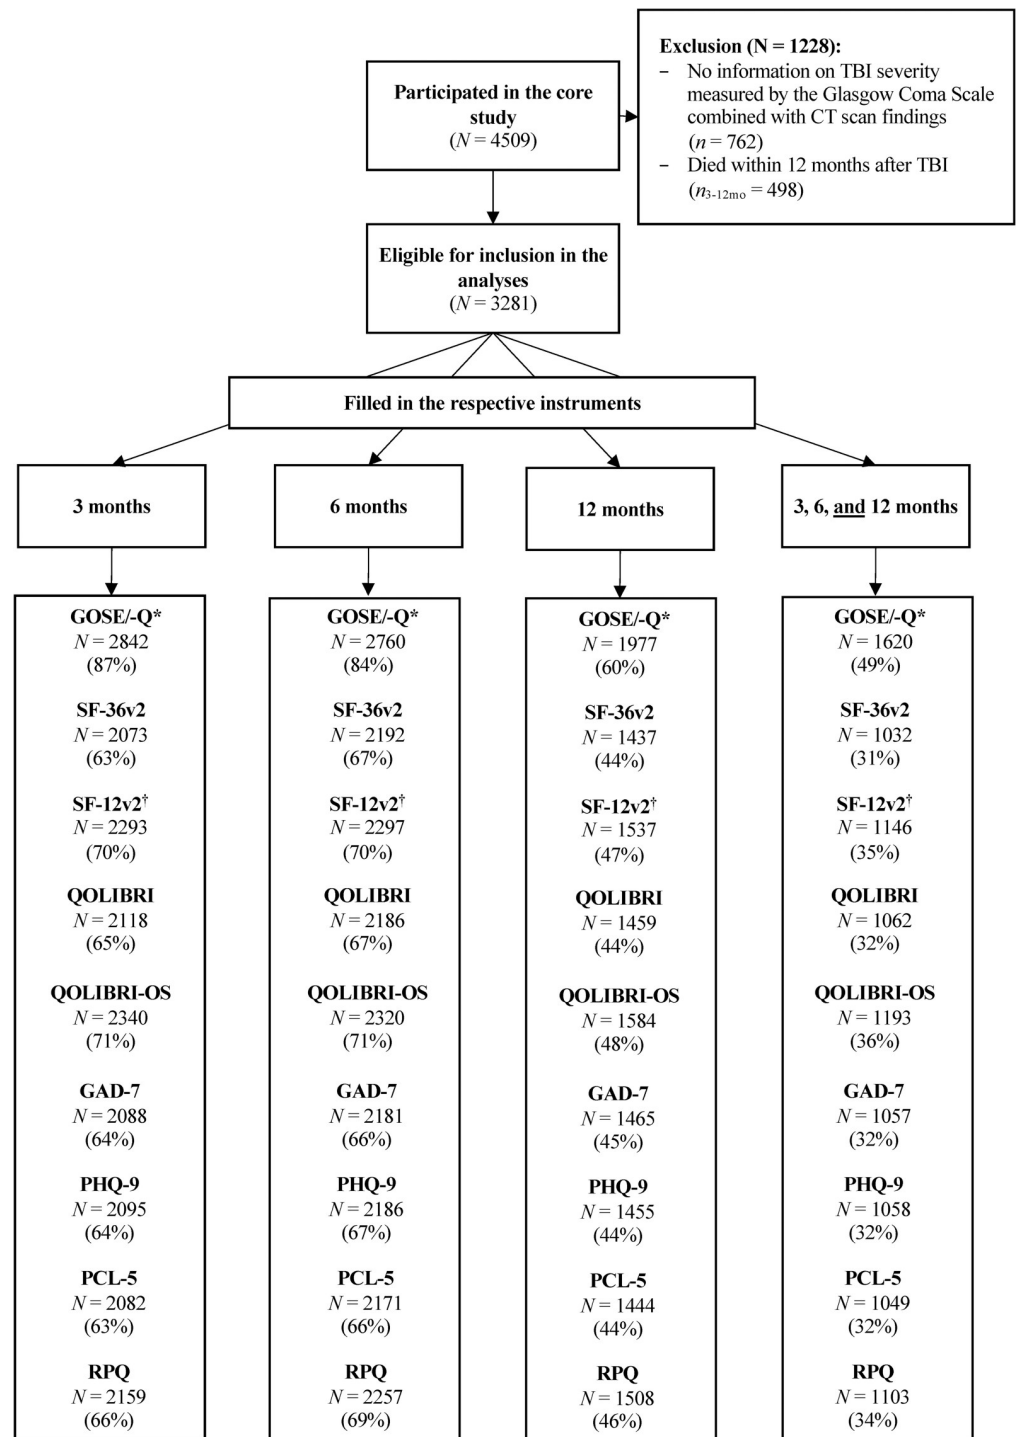 Participated in the core
study
(N = 4509)
Exclusion (N = 1228):
– No information on TBI severity
measured by the Glasgow Coma Scale
combined with CT scan findings
(n = 762)
– Died within 12 months after TBI
(n3-12mo = 498)
Eligible for inclusion in the
analyses
(N = 3281)
Filled in the respective instruments
3 months
6 months
12 months
3, 6, and 12 months
GOSE/-Q*
N = 2842
(87%)
SF-36v2
N = 2073
(63%)
SF-12v2†
N = 2293
(70%)
QOLIBRI
N = 2118
(65%)
QOLIBRI-OS
N = 2340
(71%)
GAD-7
N = 2088
(64%)
PHQ-9
N = 2095
(64%)
PCL-5
N = 2082
(63%)
RPQ
N = 2159
(66%)
GOSE/-Q*
N = 2760
(84%)
SF-36v2
N = 2192
(67%)
SF-12v2†
N = 2297
(70%)
QOLIBRI
N = 2186
(67%)
QOLIBRI-OS
N = 2320
(71%)
GAD-7
N = 2181
(66%)
PHQ-9
N = 2186
(67%)
PCL-5
N = 2171
(66%)
RPQ
N = 2257
(69%)
GOSE/-Q*
N = 1977
(60%)
SF-36v2
N = 1437
(44%)
SF-12v2†
N = 1537
(47%)
QOLIBRI
N = 1459
(44%)
QOLIBRI-OS
N = 1584
(48%)
GAD-7
N = 1465
(45%)
PHQ-9
N = 1455
(44%)
PCL-5
N = 1444
(44%)
RPQ
N = 1508
(46%)
GOSE/-Q*
N = 1620
(49%)
SF-36v2
N = 1032
(31%)
SF-12v2†
N = 1146
(35%)
QOLIBRI
N = 1062
(32%)
QOLIBRI-OS
N = 1193
(36%)
GAD-7
N = 1057
(32%)
PHQ-9
N = 1058
(32%)
PCL-5
N = 1049
(32%)
RPQ
N = 1103
(34%)